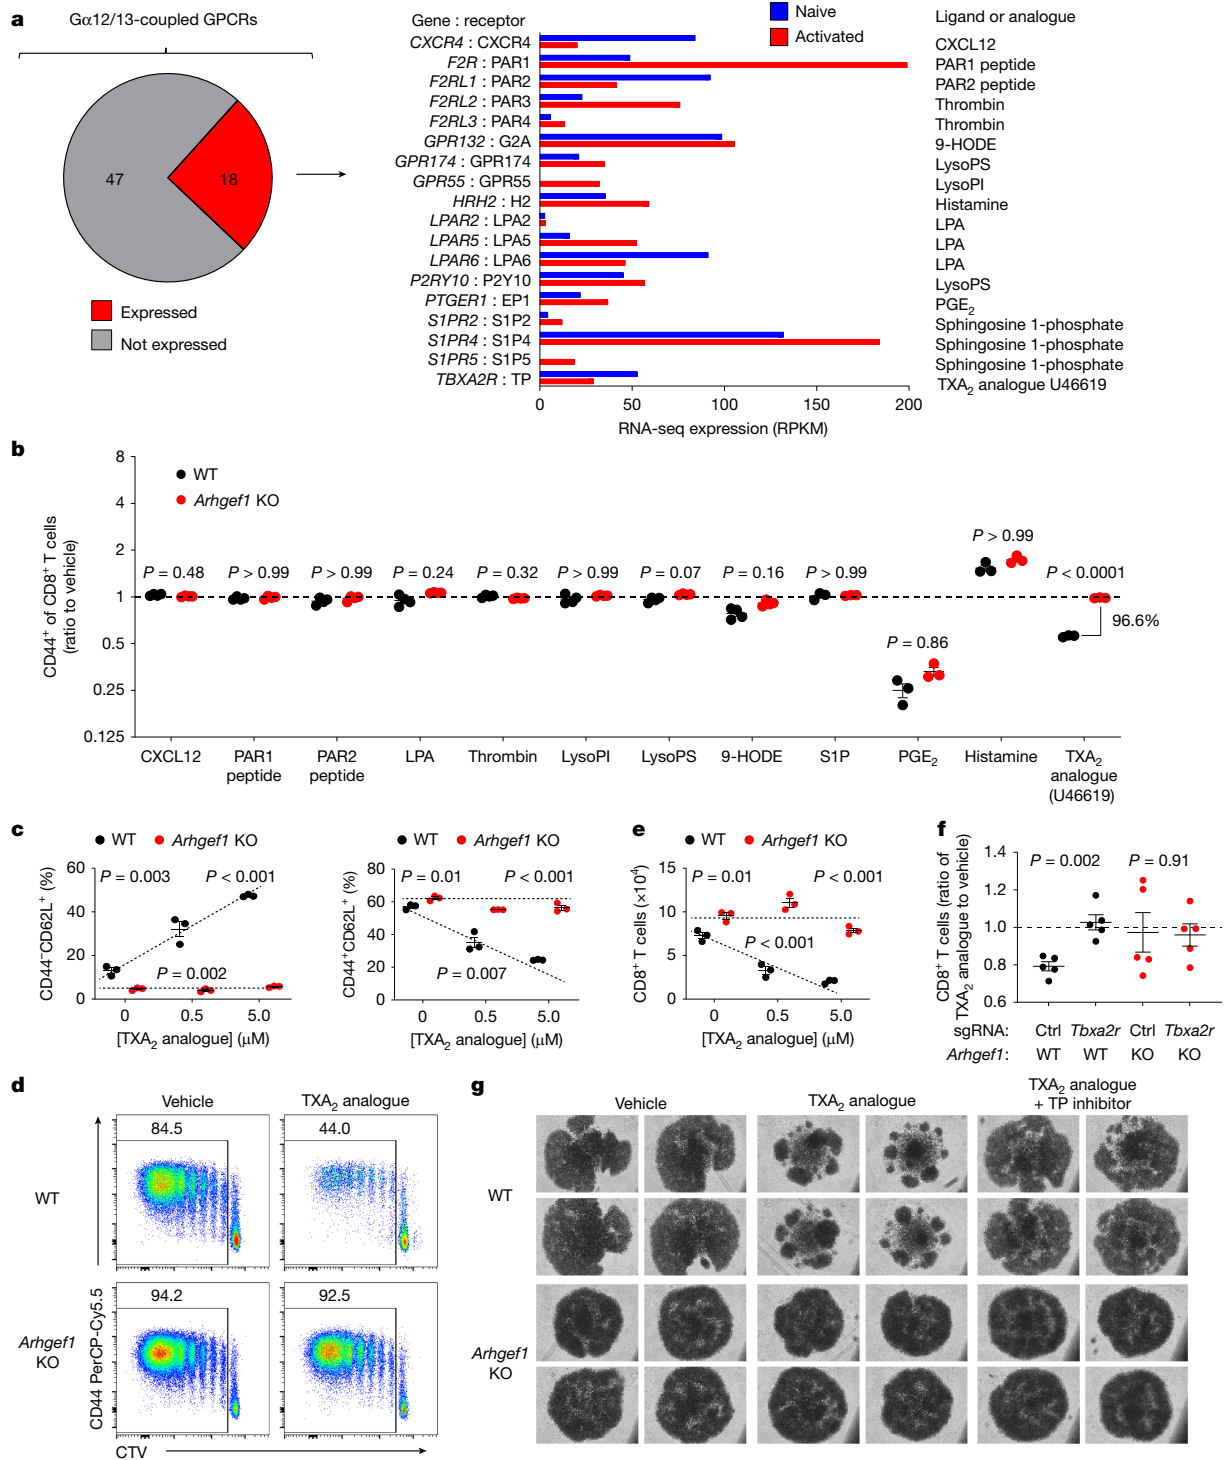 a
Gα12/13-coupled GPCRs
47
18
Expressed
Not expressed
Gene : receptor
Naive
Activated
Ligand or analogue
CXCR4 : CXCR4
CXCL12
F2R : PAR1
PAR1 peptide
F2RL1 : PAR2
PAR2 peptide
F2RL2 : PAR3
Thrombin
F2RL3 : PAR4
Thrombin
GPR132 : G2A
9-HODE
GPR174 : GPR174
LysoPS
GPR55 : GPR55
LysoPI
HRH2 : H2
Histamine
LPAR2 : LPA2
LPA
LPAR5 : LPA5
LPA
LPAR6 : LPA6
LPA
P2RY10 : P2Y10
LysoPS
PTGER1 : EP1
PGE2
S1PR2 : S1P2
Sphingosine 1-phosphate
S1PR4 : S1P4
Sphingosine 1-phosphate
S1PR5 : S1P5
Sphingosine 1-phosphate
TBXA2R : TP
TXA2 analogue U46619
0 50 100 150 200
RNA-seq expression (RPKM)
b
CD44+ of CD8+ T cells
(ratio to vehicle)
8
4
2
1
0.5
0.25
0.125
WT
Arhgef1 KO
P = 0.48
P > 0.99
P > 0.99
P = 0.24
P = 0.32
P > 0.99
P = 0.07
P = 0.16
P > 0.99
P = 0.86
P > 0.99
P < 0.0001
96.6%
CXCL12
PAR1
peptide
PAR2
peptide
LPA
Thrombin
LysoPI
LysoPS
9-HODE
S1P
PGE2
Histamine
TXA2
analogue
(U46619)
c
WT
Arhgef1 KO
CD44−CD62L+ (%)
60
40
20
0
P = 0.003
P < 0.001
P = 0.002
0 0.5 5.0
[TXA2 analogue] (μM)
WT
Arhgef1 KO
CD44+CD62L+ (%)
80
60
40
20
0
P = 0.01
P < 0.001
P = 0.007
0 0.5 5.0
[TXA2 analogue] (μM)
e
WT
Arhgef1 KO
CD8+ T cells (×10⁴)
15
10
5
0
P = 0.01
P < 0.001
P < 0.001
0 0.5 5.0
[TXA2 analogue] (μM)
f
CD8+ T cells (ratio of
TXA2 analogue to vehicle)
1.4
1.2
1.0
0.8
0.6
P = 0.002
P = 0.91
sgRNA: Ctrl Tbxa2r Ctrl Tbxa2r
Arhgef1: WT WT KO KO
d
Vehicle
TXA2 analogue
WT
84.5
44.0
Arhgef1
KO
94.2
92.5
CD44 PerCP-Cy5.5
CTV
g
Vehicle
TXA2 analogue
TXA2 analogue
+ TP inhibitor
WT
Arhgef1
KO